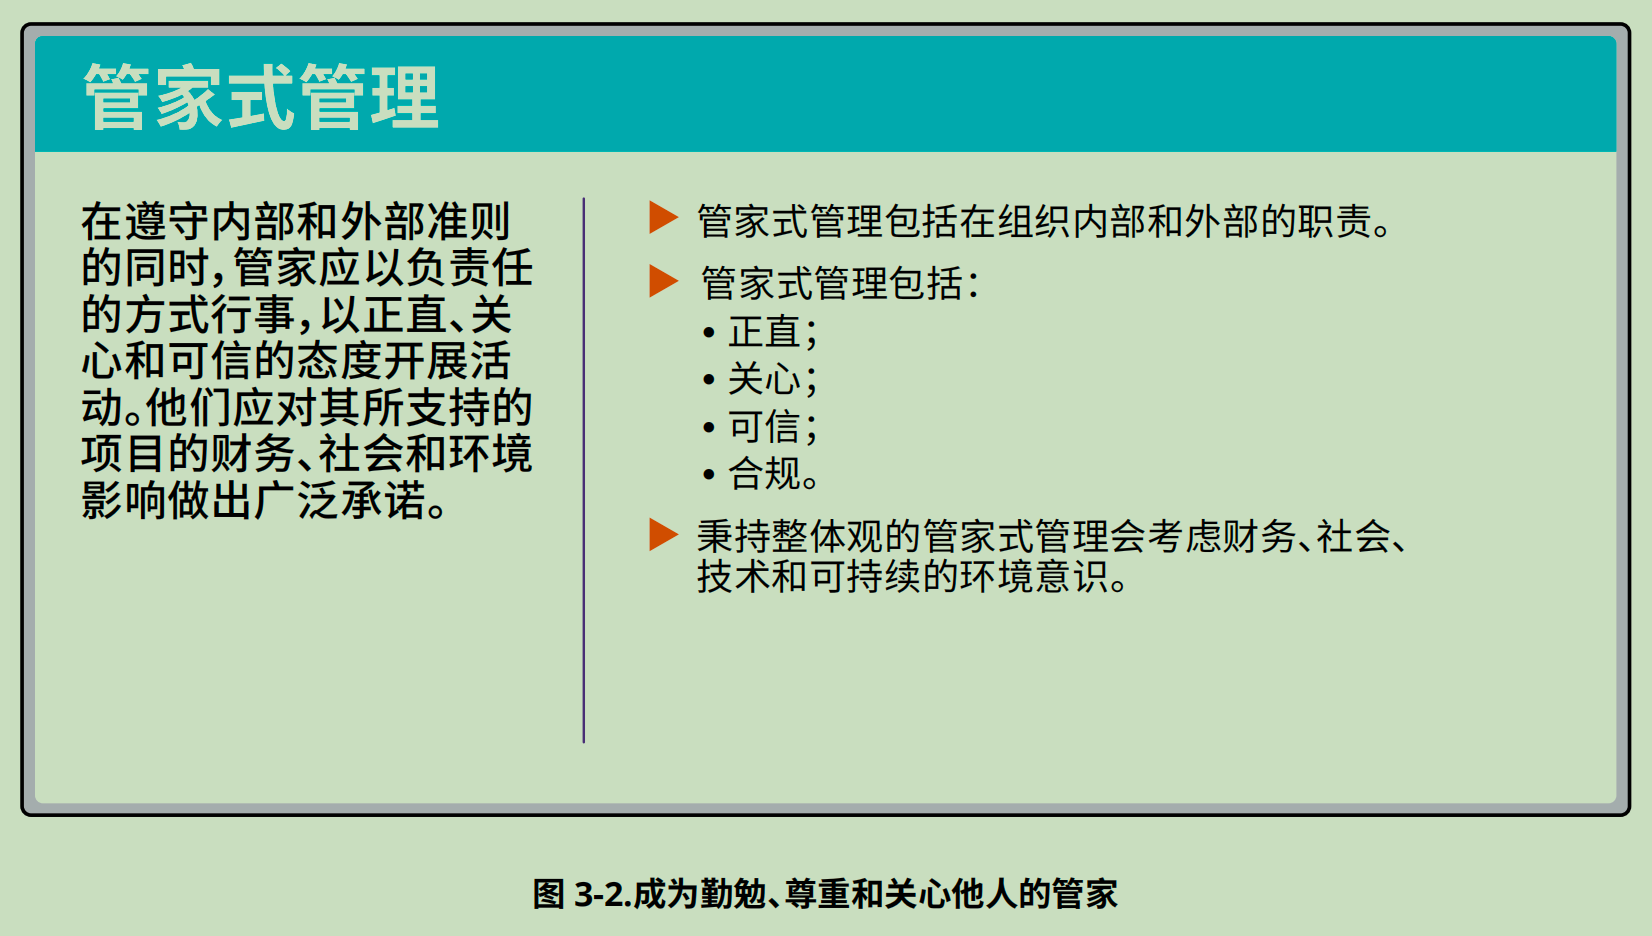 管家式管理
在遵守内部和外部准则
的同时，管家应以负责任
的方式行事，以正直、关
心和可信的态度开展活
动。他们应对其所支持的
项目的财务、社会和环境
影响做出广泛承诺。
▶ 管家式管理包括在组织内部和外部的职责。
▶ 管家式管理包括：
• 正直；
• 关心；
• 可信；
• 合规。
▶ 秉持整体观的管家式管理会考虑财务、社会、
技术和可持续的环境意识。
图 3-2.成为勤勉、尊重和关心他人的管家